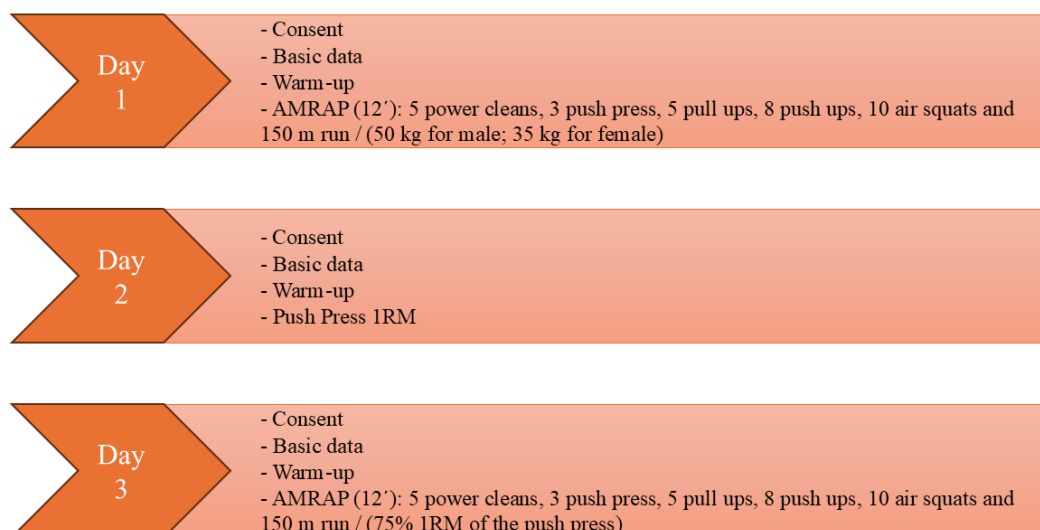 Day
1
- Consent
- Basic data
- Warm-up
- AMRAP (12´): 5 power cleans, 3 push press, 5 pull ups, 8 push ups, 10 air squats and
150 m run / (50 kg for male; 35 kg for female)
Day
2
- Consent
- Basic data
- Warm-up
- Push Press 1RM
Day
3
- Consent
- Basic data
- Warm-up
- AMRAP (12´): 5 power cleans, 3 push press, 5 pull ups, 8 push ups, 10 air squats and
150 m run / (75% 1RM of the push press)